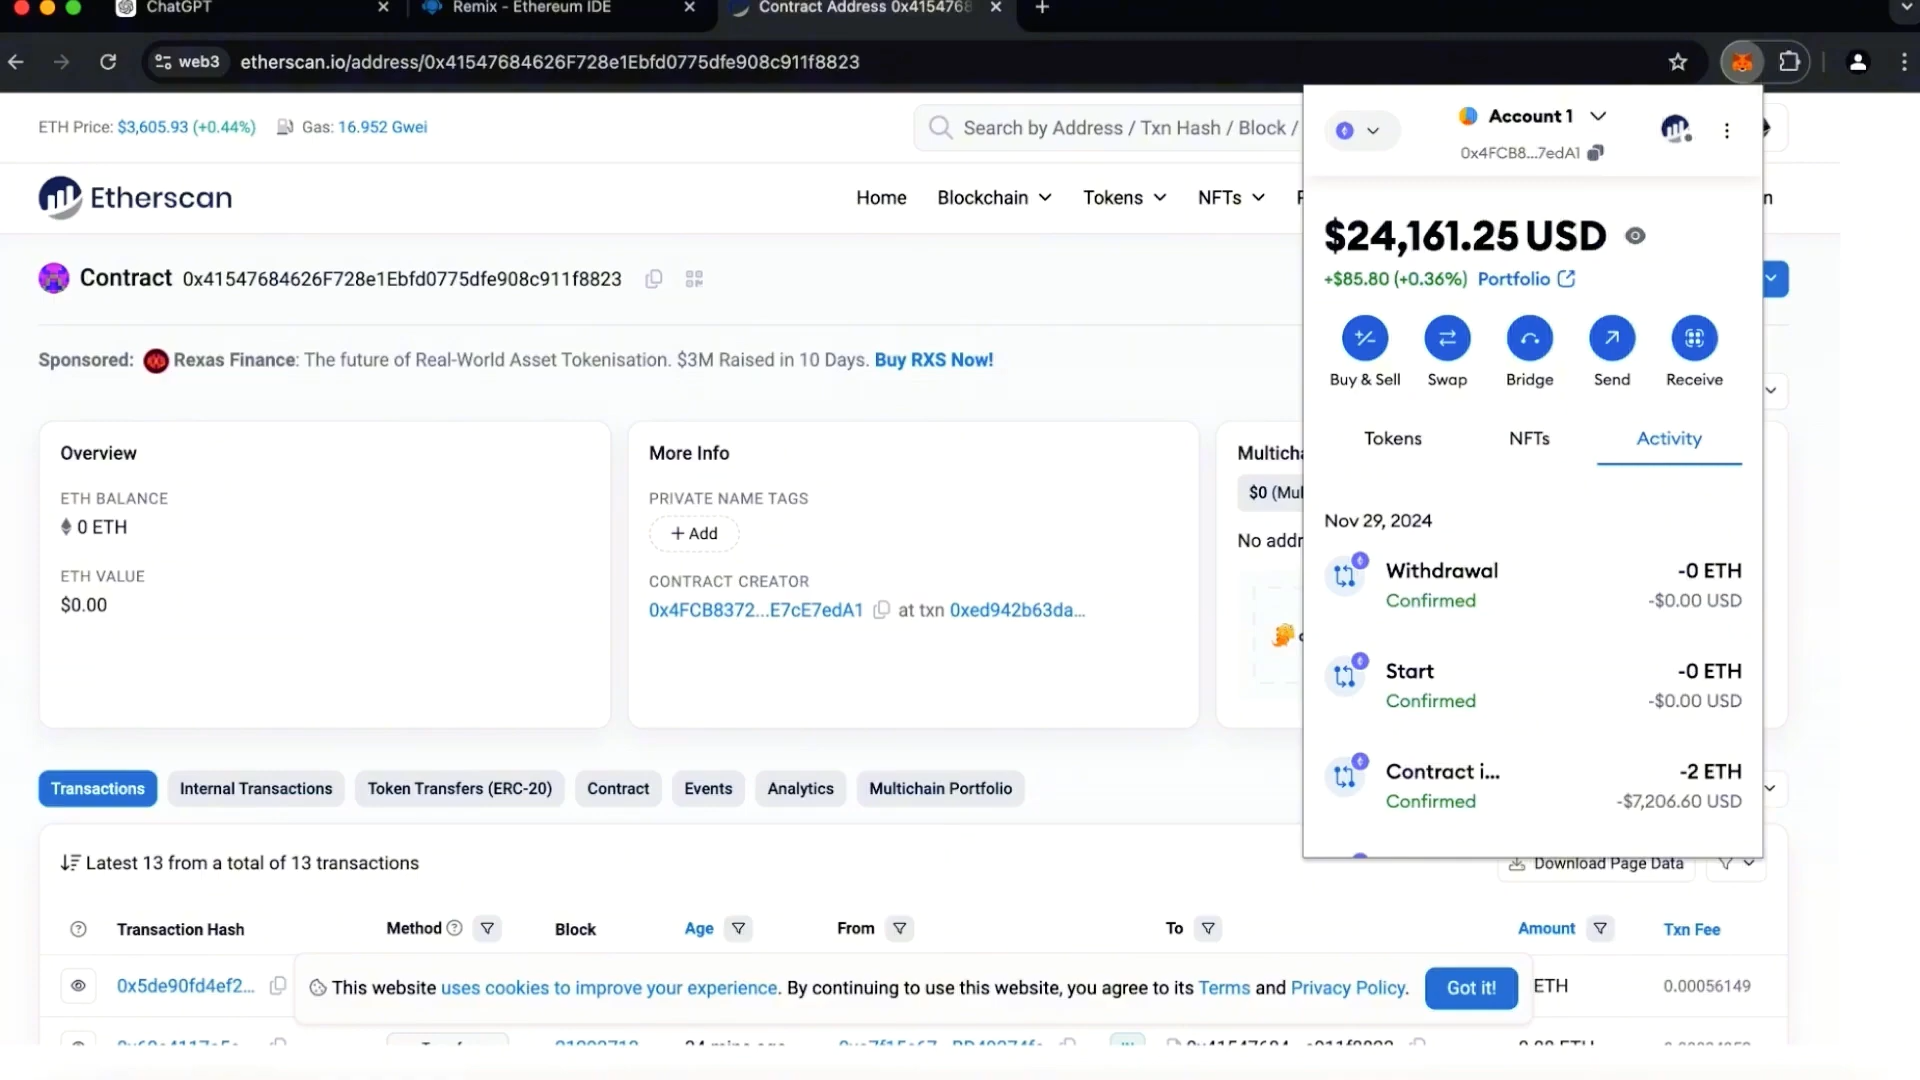 ChatGPT
Remix - Ethereum IDE
Contract Address 0x4154768
web3
etherscan.io/address/0x41547684626F728e1Ebfd0775dfe908c911f8823
ETH Price: $3,605.93 (+0.44%)
Gas: 16.952 Gwei
Search by Address / Txn Hash / Block /
Etherscan
Home
Blockchain
Tokens
NFTs
Contract 0x41547684626F728e1Ebfd0775dfe908c911f8823
Sponsored: Rexas Finance: The future of Real-World Asset Tokenisation. $3M Raised in 10 Days. Buy RXS Now!
Overview
ETH BALANCE
0 ETH
ETH VALUE
$0.00
More Info
PRIVATE NAME TAGS
+ Add
CONTRACT CREATOR
0x4FCB8372...E7cE7edA1 at txn 0xed942b63da...
Multicha
$0 (Mul
No addr
Account 1
0x4FCB8...7edA1
$24,161.25 USD
+$85.80 (+0.36%) Portfolio
Buy & Sell
Swap
Bridge
Send
Receive
Tokens
NFTs
Activity
Nov 29, 2024
Withdrawal -0 ETH
Confirmed -$0.00 USD
Start -0 ETH
Confirmed -$0.00 USD
Contract i... -2 ETH
Confirmed -$7,206.60 USD
Transactions
Internal Transactions
Token Transfers (ERC-20)
Contract
Events
Analytics
Multichain Portfolio
Latest 13 from a total of 13 transactions
Download Page Data
Transaction Hash
Method
Block
Age
From
To
Amount
Txn Fee
0x5de90fd4ef2...
ETH
0.00056149
This website uses cookies to improve your experience. By continuing to use this website, you agree to its Terms and Privacy Policy.
Got it!